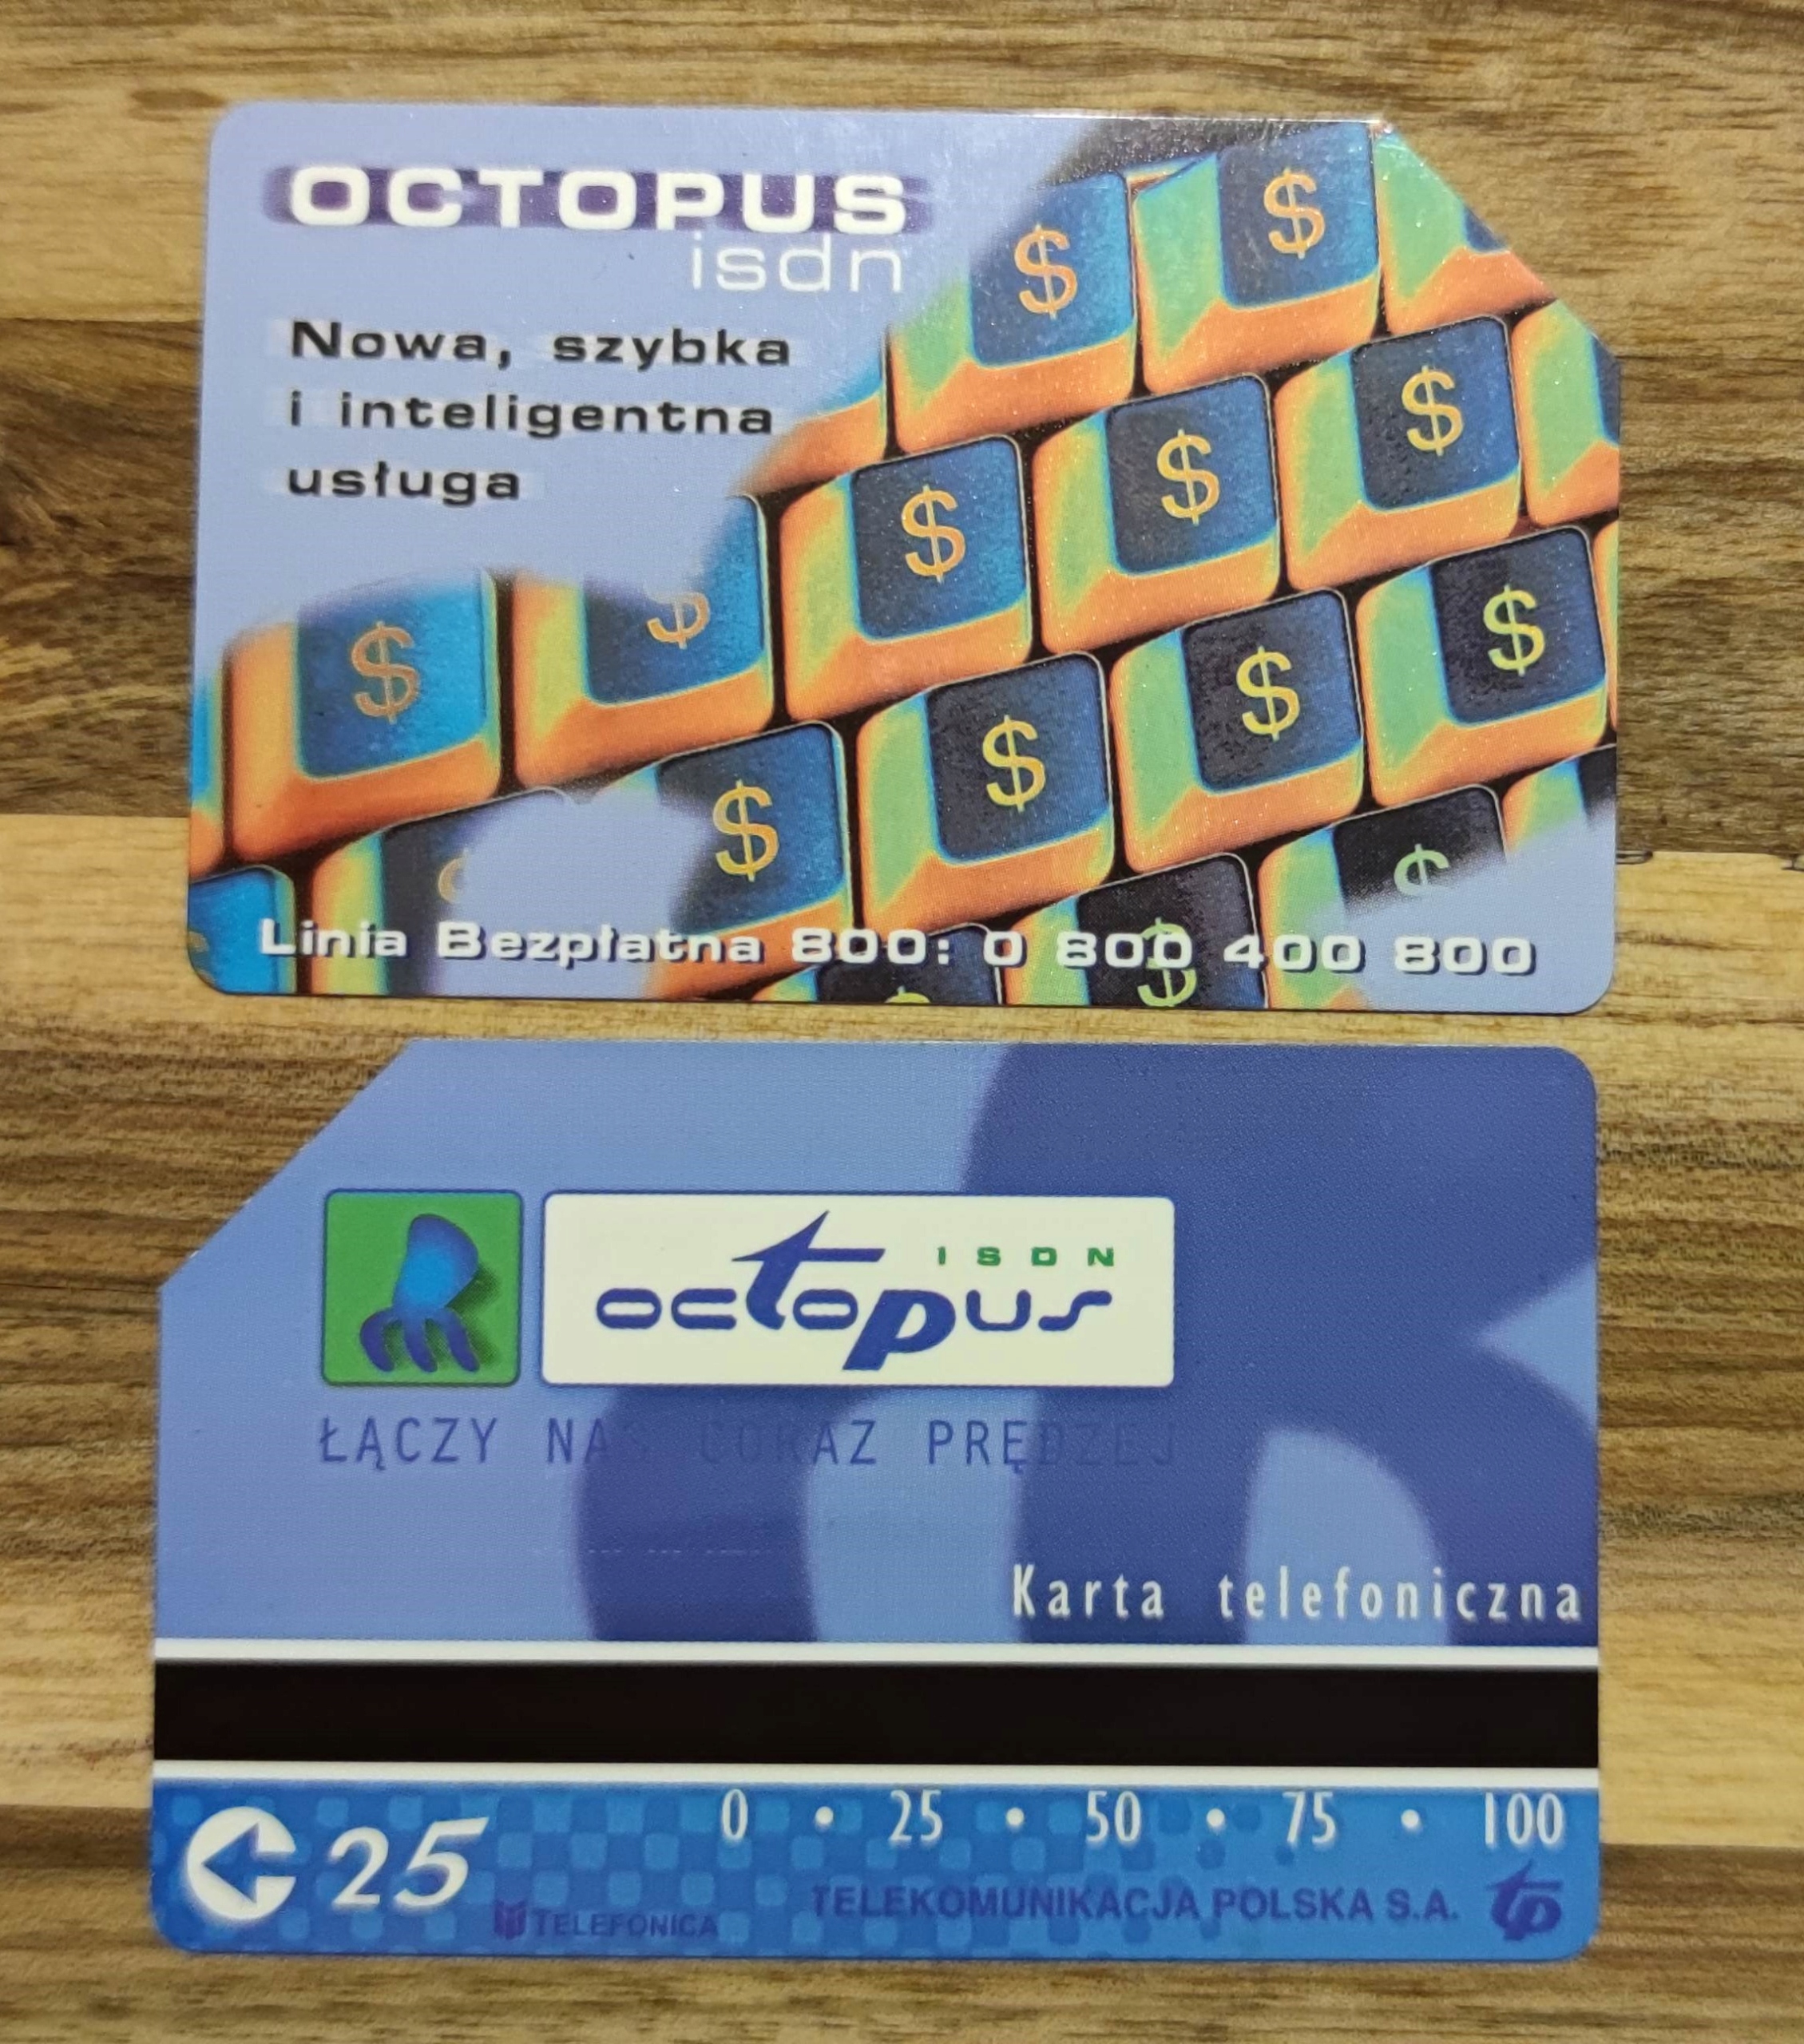 OCTOPUS
isdn
Nowa, szybka
i inteligentna
usługa
$ $
$ $ $
$ $ $ $ $
$ $
Linia Bezpłatna 800: 0 800 400 800
ISDN
octopus
ŁĄCZY NAS CORAZ PRĘDZEJ
Karta telefoniczna
0 • 25 • 50 • 75 • 100
25
TELEFONICA
TELEKOMUNIKACJA POLSKA S.A. tp